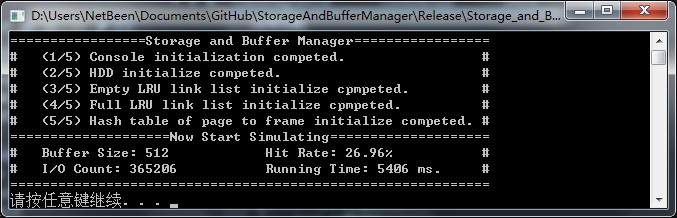 D:\Users\NetBeen\Documents\GitHub\StorageAndBufferManager\Release\Storage_and_B...
================Storage and Buffer Manager================
# (1/5) Console initialization competed. #
# (2/5) HDD initialize competed. #
# (3/5) Empty LRU link list initialize cpmpeted. #
# (4/5) Full LRU link list initialize cpmpeted. #
# (5/5) Hash table of page to frame initialize competed. #
===================Now Start Simulating===================
# Buffer Size: 512 Hit Rate: 26.96% #
# I/O Count: 365206 Running Time: 5406 ms. #
==========================================================
请按任意键继续. . .